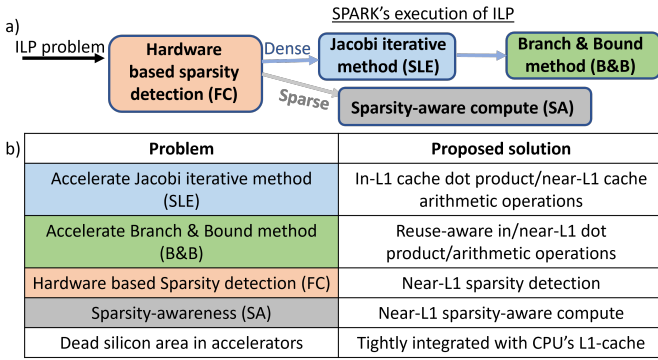 SPARK's execution of ILP
a)
ILP problem
Hardware
based sparsity
detection (FC)
Dense
Sparse
Jacobi iterative
method (SLE)
Branch & Bound
method (B&B)
Sparsity-aware compute (SA)
b)
Problem
Proposed solution
Accelerate Jacobi iterative method
(SLE)
In-L1 cache dot product/near-L1 cache
arithmetic operations
Accelerate Branch & Bound method
(B&B)
Reuse-aware in/near-L1 dot
product/arithmetic operations
Hardware based Sparsity detection (FC)
Near-L1 sparsity detection
Sparsity-awareness (SA)
Near-L1 sparsity-aware compute
Dead silicon area in accelerators
Tightly integrated with CPU's L1-cache